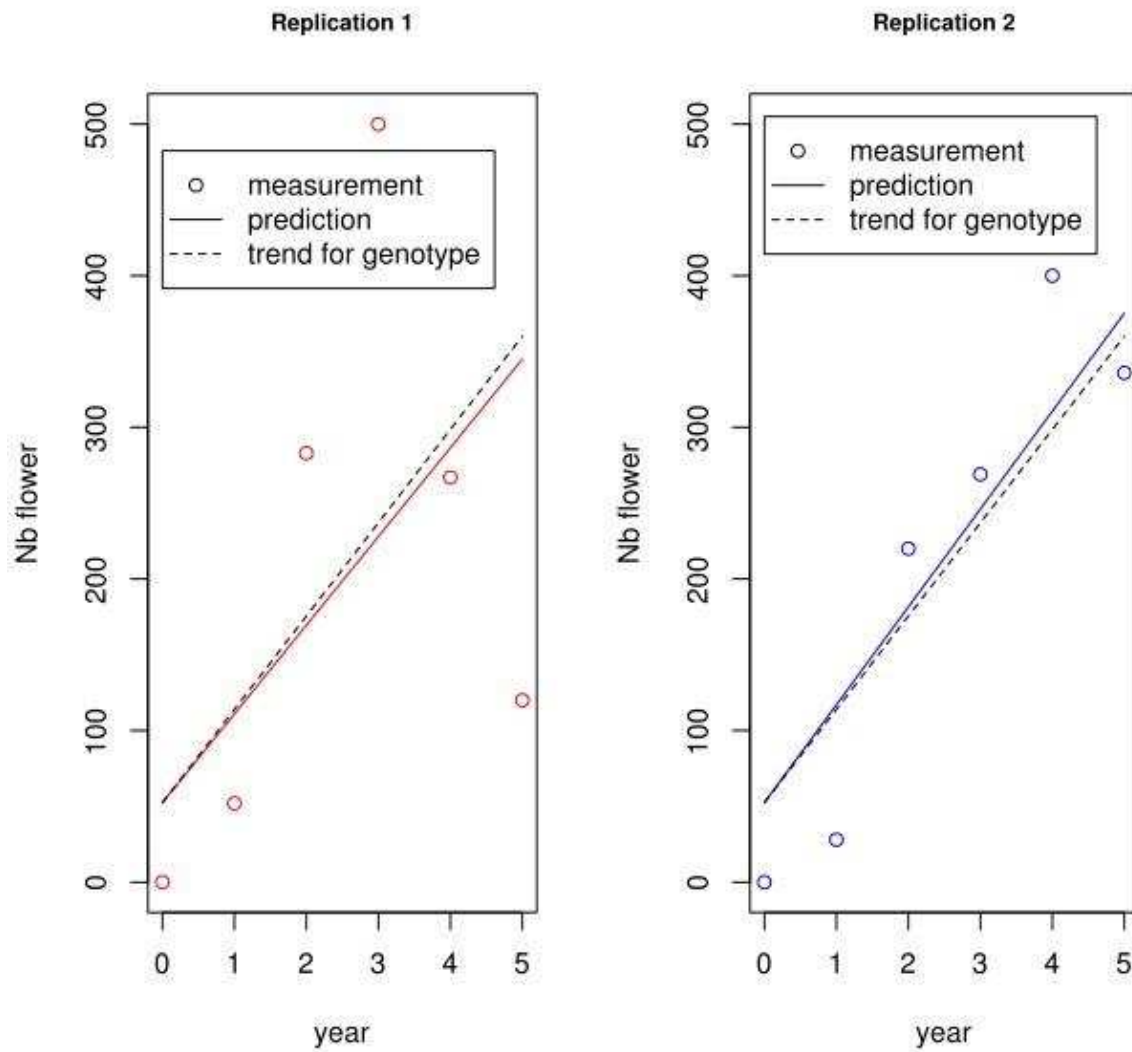 Replication 1
500
400
300
200
100
0
Nb flower
measurement
prediction
trend for genotype
0 1 2 3 4 5
year
Replication 2
500
400
300
200
100
0
Nb flower
measurement
prediction
trend for genotype
0 1 2 3 4 5
year